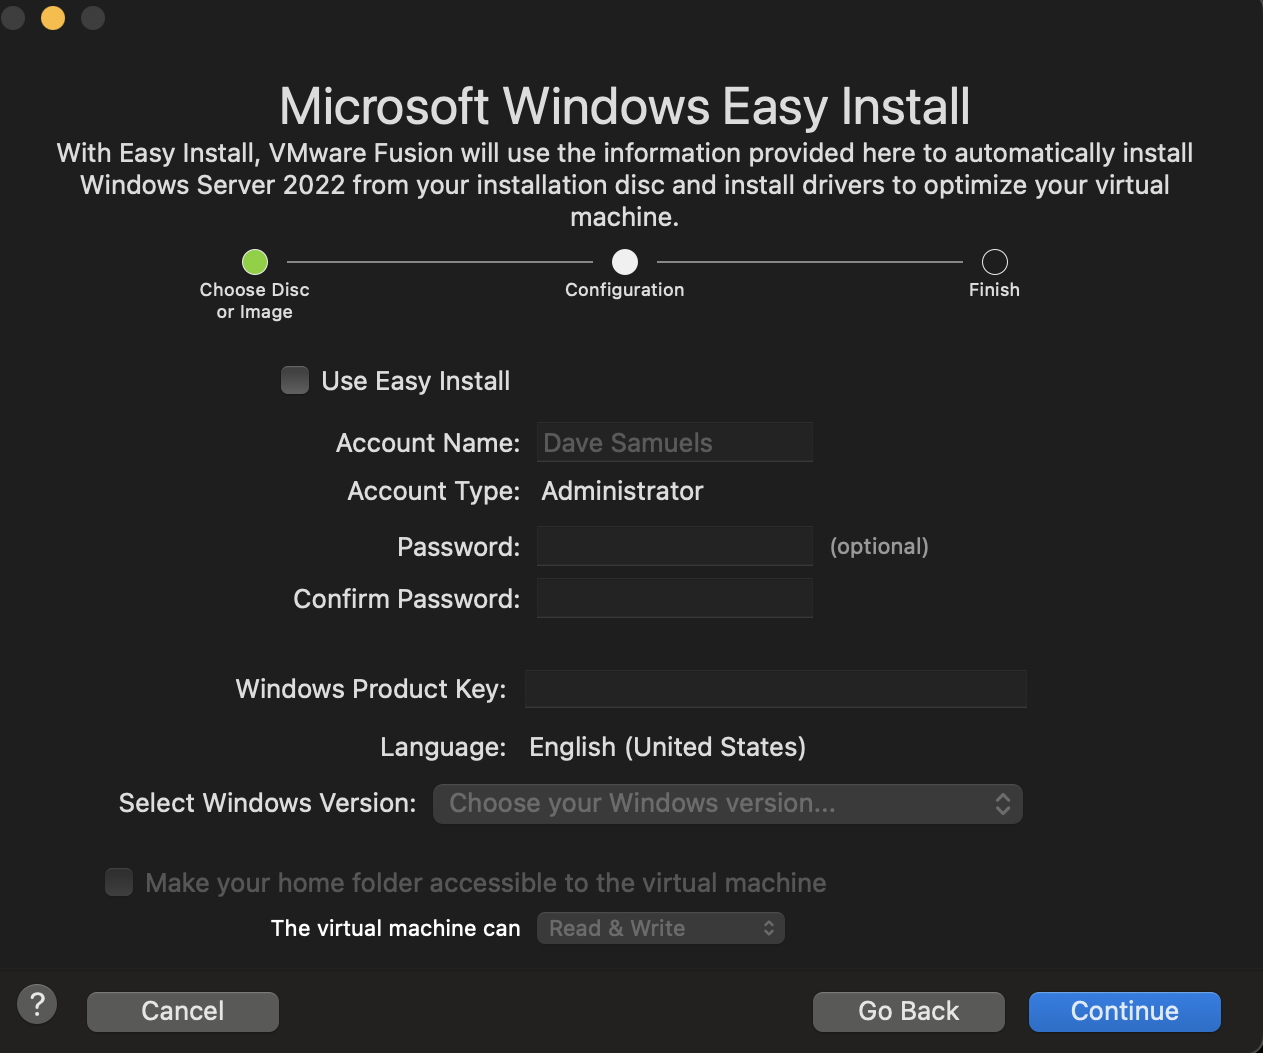 Microsoft Windows Easy Install
With Easy Install, VMware Fusion will use the information provided here to automatically install
Windows Server 2022 from your installation disc and install drivers to optimize your virtual
machine.
Choose Disc
or Image
Configuration
Finish
Use Easy Install
Account Name: Dave Samuels
Account Type: Administrator
Password: (optional)
Confirm Password:
Windows Product Key:
Language: English (United States)
Select Windows Version: Choose your Windows version...
Make your home folder accessible to the virtual machine
The virtual machine can Read & Write
? Cancel Go Back Continue